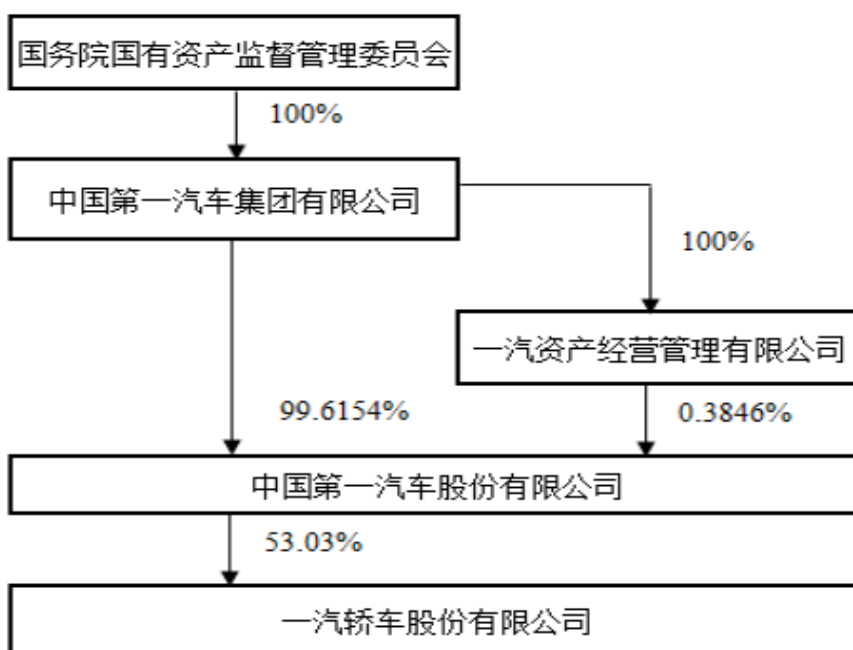 国务院国有资产监督管理委员会
100%
中国第一汽车集团有限公司
100%
一汽资产经营管理有限公司
99.6154%
0.3846%
中国第一汽车股份有限公司
53.03%
一汽轿车股份有限公司